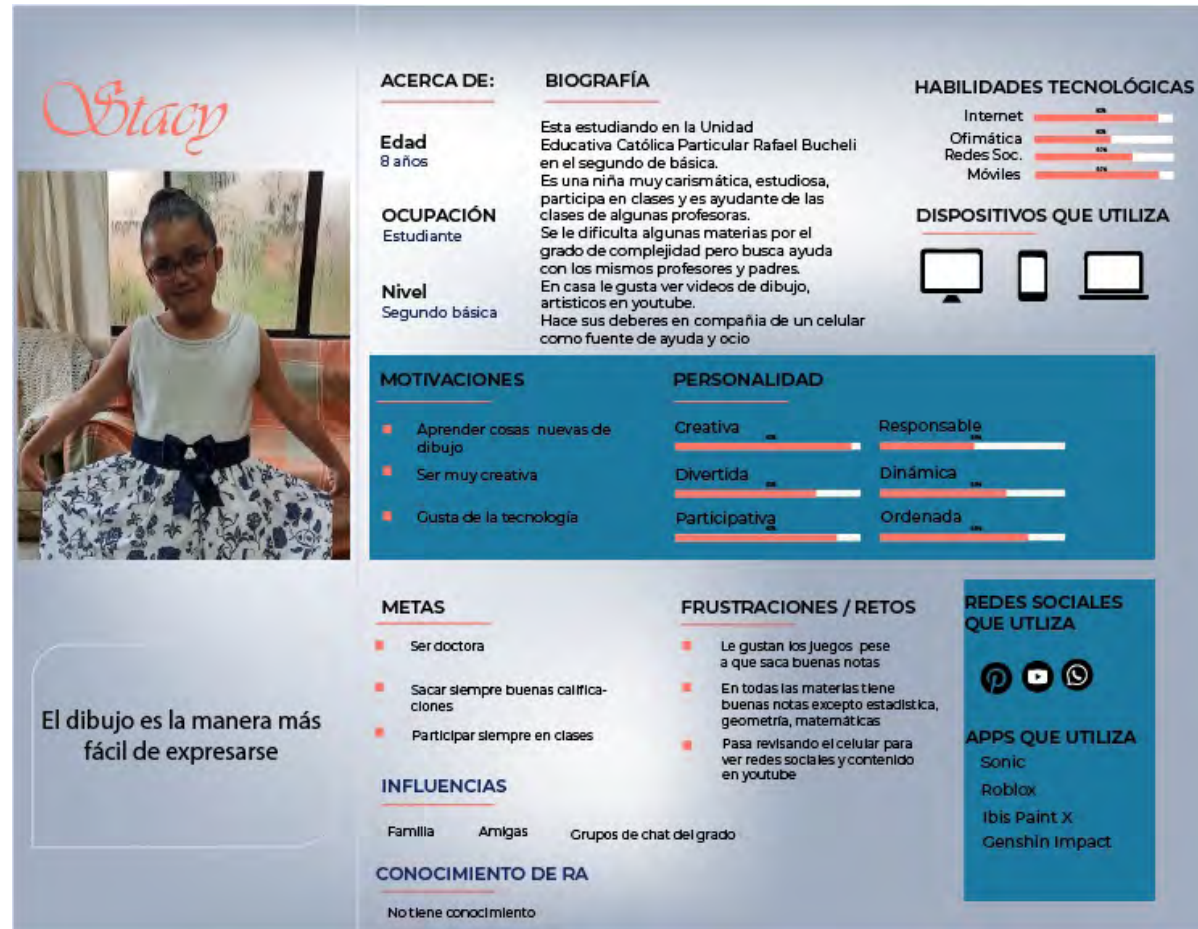 Stacy
ACERCA DE:
Edad
8 años
OCUPACIÓN
Estudiante
Nivel
Segundo básica
BIOGRAFÍA
Esta estudiando en la Unidad
Educativa Católica Particular Rafael Bucheli
en el segundo de básica.
Es una niña muy carismática, estudiosa,
participa en clases y es ayudante de las
clases de algunas profesoras.
Se le dificulta algunas materias por el
grado de complejidad pero busca ayuda
con los mismos profesores y padres.
En casa le gusta ver videos de dibujo,
artisticos en youtube.
Hace sus deberes en compañia de un celular
como fuente de ayuda y ocio
HABILIDADES TECNOLÓGICAS
Internet
Ofimática
Redes Soc.
Móviles
DISPOSITIVOS QUE UTILIZA
MOTIVACIONES
Aprender cosas nuevas de
dibujo
Ser muy creativa
Gusta de la tecnología
PERSONALIDAD
Creativa
Responsable
Divertida
Dinámica
Participativa
Ordenada
El dibujo es la manera más
fácil de expresarse
METAS
Ser doctora
Sacar siempre buenas califica-
ciones
Participar siempre en clases
INFLUENCIAS
Familia Amigas Grupos de chat del grado
CONOCIMIENTO DE RA
No tiene conocimiento
FRUSTRACIONES / RETOS
Le gustan los juegos pese
a que saca buenas notas
En todas las materias tiene
buenas notas excepto estadística,
geometría, matemáticas
Pasa revisando el celular para
ver redes sociales y contenido
en youtube
REDES SOCIALES
QUE UTLIZA
APPS QUE UTILIZA
Sonic
Roblox
Ibis Paint X
Genshin Impact